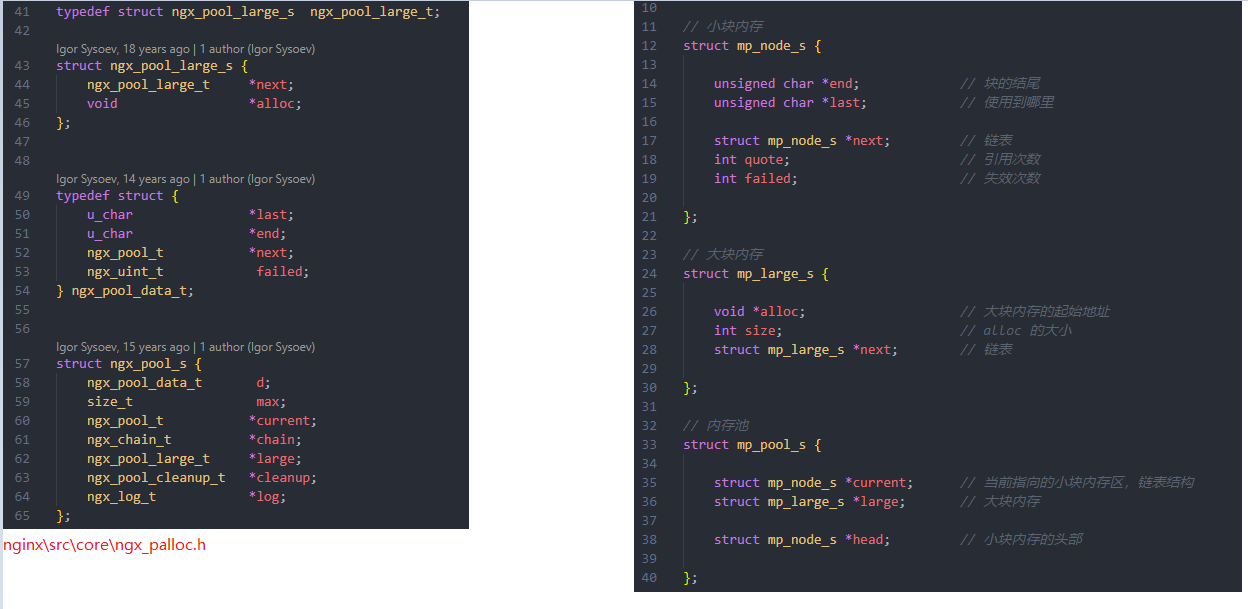 41 typedef struct ngx_pool_large_s  ngx_pool_large_t;
42
Igor Sysoev, 18 years ago | 1 author (Igor Sysoev)
43 struct ngx_pool_large_s {
44     ngx_pool_large_t     *next;
45     void                 *alloc;
46 };
47
48
Igor Sysoev, 14 years ago | 1 author (Igor Sysoev)
49 typedef struct {
50     u_char               *last;
51     u_char               *end;
52     ngx_pool_t           *next;
53     ngx_uint_t            failed;
54 } ngx_pool_data_t;
55
56
Igor Sysoev, 15 years ago | 1 author (Igor Sysoev)
57 struct ngx_pool_s {
58     ngx_pool_data_t       d;
59     size_t                max;
60     ngx_pool_t           *current;
61     ngx_chain_t          *chain;
62     ngx_pool_large_t     *large;
63     ngx_pool_cleanup_t   *cleanup;
64     ngx_log_t            *log;
65 };
nginx\src\core\ngx_palloc.h
10
11 // 小块内存
12 struct mp_node_s {
13
14     unsigned char *end;             // 块的结尾
15     unsigned char *last;            // 使用到哪里
16
17     struct mp_node_s *next;         // 链表
18     int quote;                      // 引用次数
19     int failed;                     // 失效次数
20
21 };
22
23 // 大块内存
24 struct mp_large_s {
25
26     void *alloc;                    // 大块内存的起始地址
27     int size;                       // alloc 的大小
28     struct mp_large_s *next;        // 链表
29
30 };
31
32 // 内存池
33 struct mp_pool_s {
34
35     struct mp_node_s *current;      // 当前指向的小块内存区，链表结构
36     struct mp_large_s *large;       // 大块内存
37
38     struct mp_node_s *head;         // 小块内存的头部
39
40 };